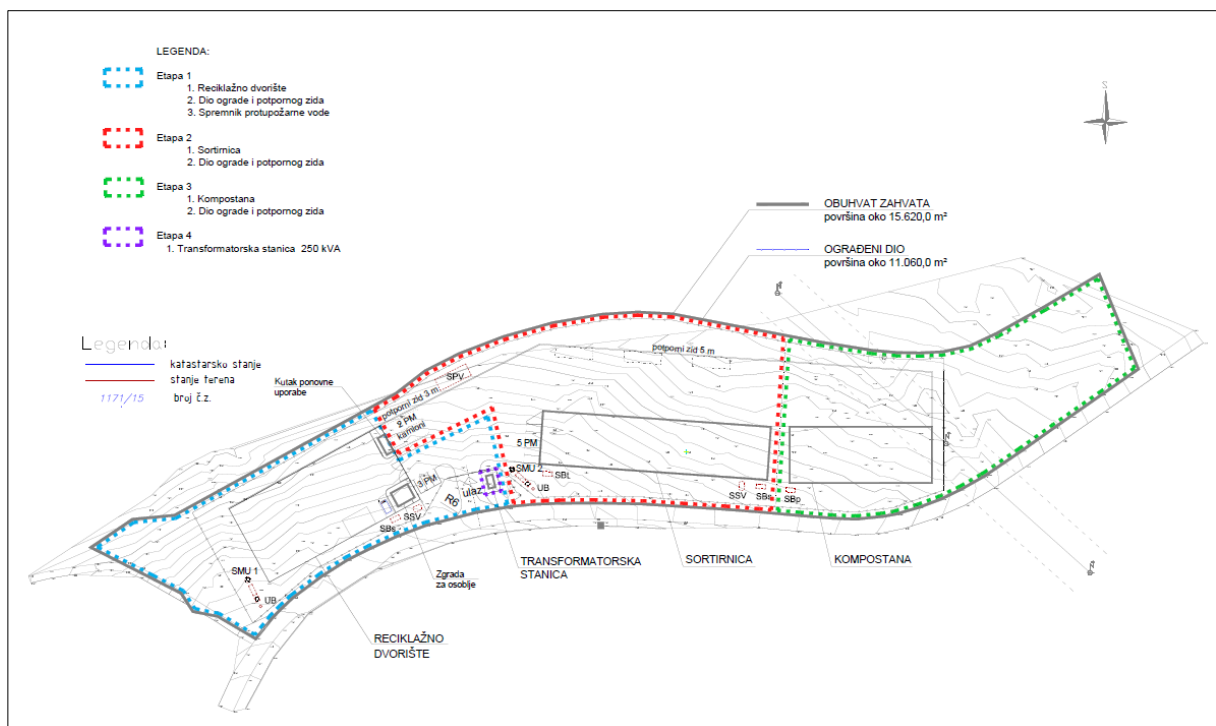 LEGENDA:
Etapa 1
1. Reciklažno dvorište
2. Dio ograde i potpornog zida
3. Spremnik protupožarne vode
Etapa 2
1. Sortirnica
2. Dio ograde i potpornog zida
Etapa 3
1. Kompostana
2. Dio ograde i potpornog zida
Etapa 4
1. Transformatorska stanica 250 kVA
S
OBUHVAT ZAHVATA
površina oko 15.620,0 m²
OGRAĐENI DIO
površina oko 11.060,0 m²
Legenda:
katastarsko stanje
stanje terena
1171/15 broj č.z.
Kutak ponovne
uporabe
potporni zid 3 m
SPV
potporni zid 5 m
2 PM
kamioni
5 PM
3 PM
R6
ulaz
SMU 2
UB
SBL
SSV
SBs
SBp
SSV
SMU 1
UB
Zgrada
za osoblje
TRANSFORMATORSKA
STANICA
SORTIRNICA
KOMPOSTANA
RECIKLAŽNO
DVORIŠTE